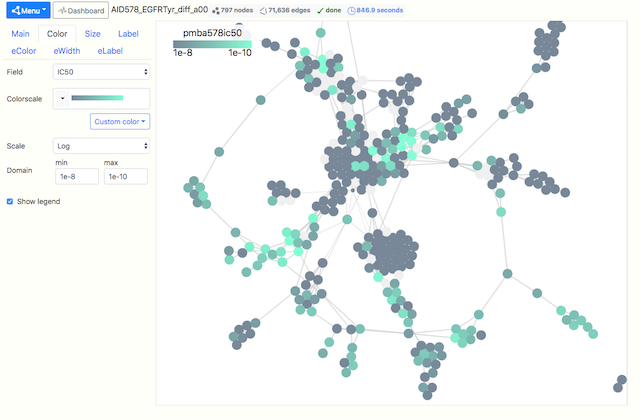 Menu Dashboard AID578_EGFRTyr_diff_a00 797 nodes 71,636 edges done 846.9 seconds
Main Color Size Label
eColor eWidth eLabel
Field IC50
Colorscale
Custom color
Scale Log
Domain min max
1e-8 1e-10
Show legend
pmba578ic50
1e-8 1e-10